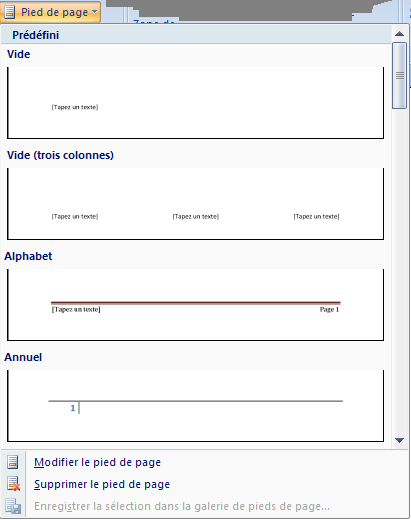 Pied de page
Prédéfini
Vide
[Tapez un texte]
Vide (trois colonnes)
[Tapez un texte] [Tapez un texte] [Tapez un texte]
Alphabet
[Tapez un texte] Page 1
Annuel
1
Modifier le pied de page
Supprimer le pied de page
Enregistrer la sélection dans la galerie de pieds de page...